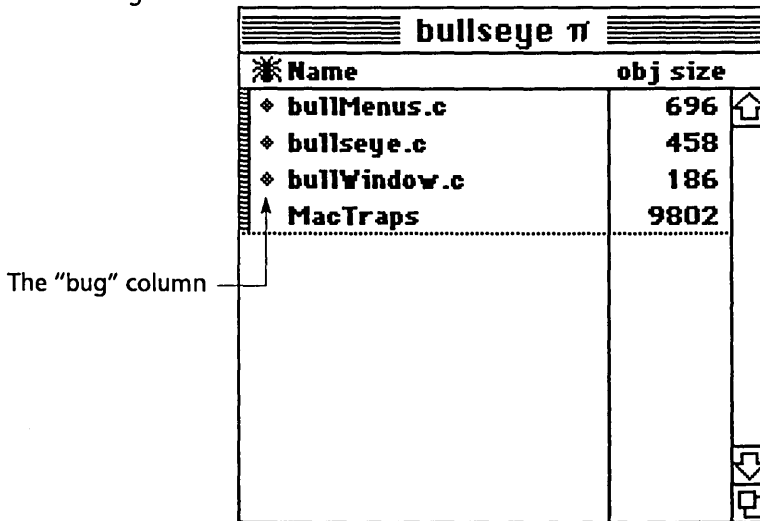 bullseye π
Name obj size
bullMenus.c 696
bullseye.c 458
bullWindow.c 186
MacTraps 9802
The "bug" column